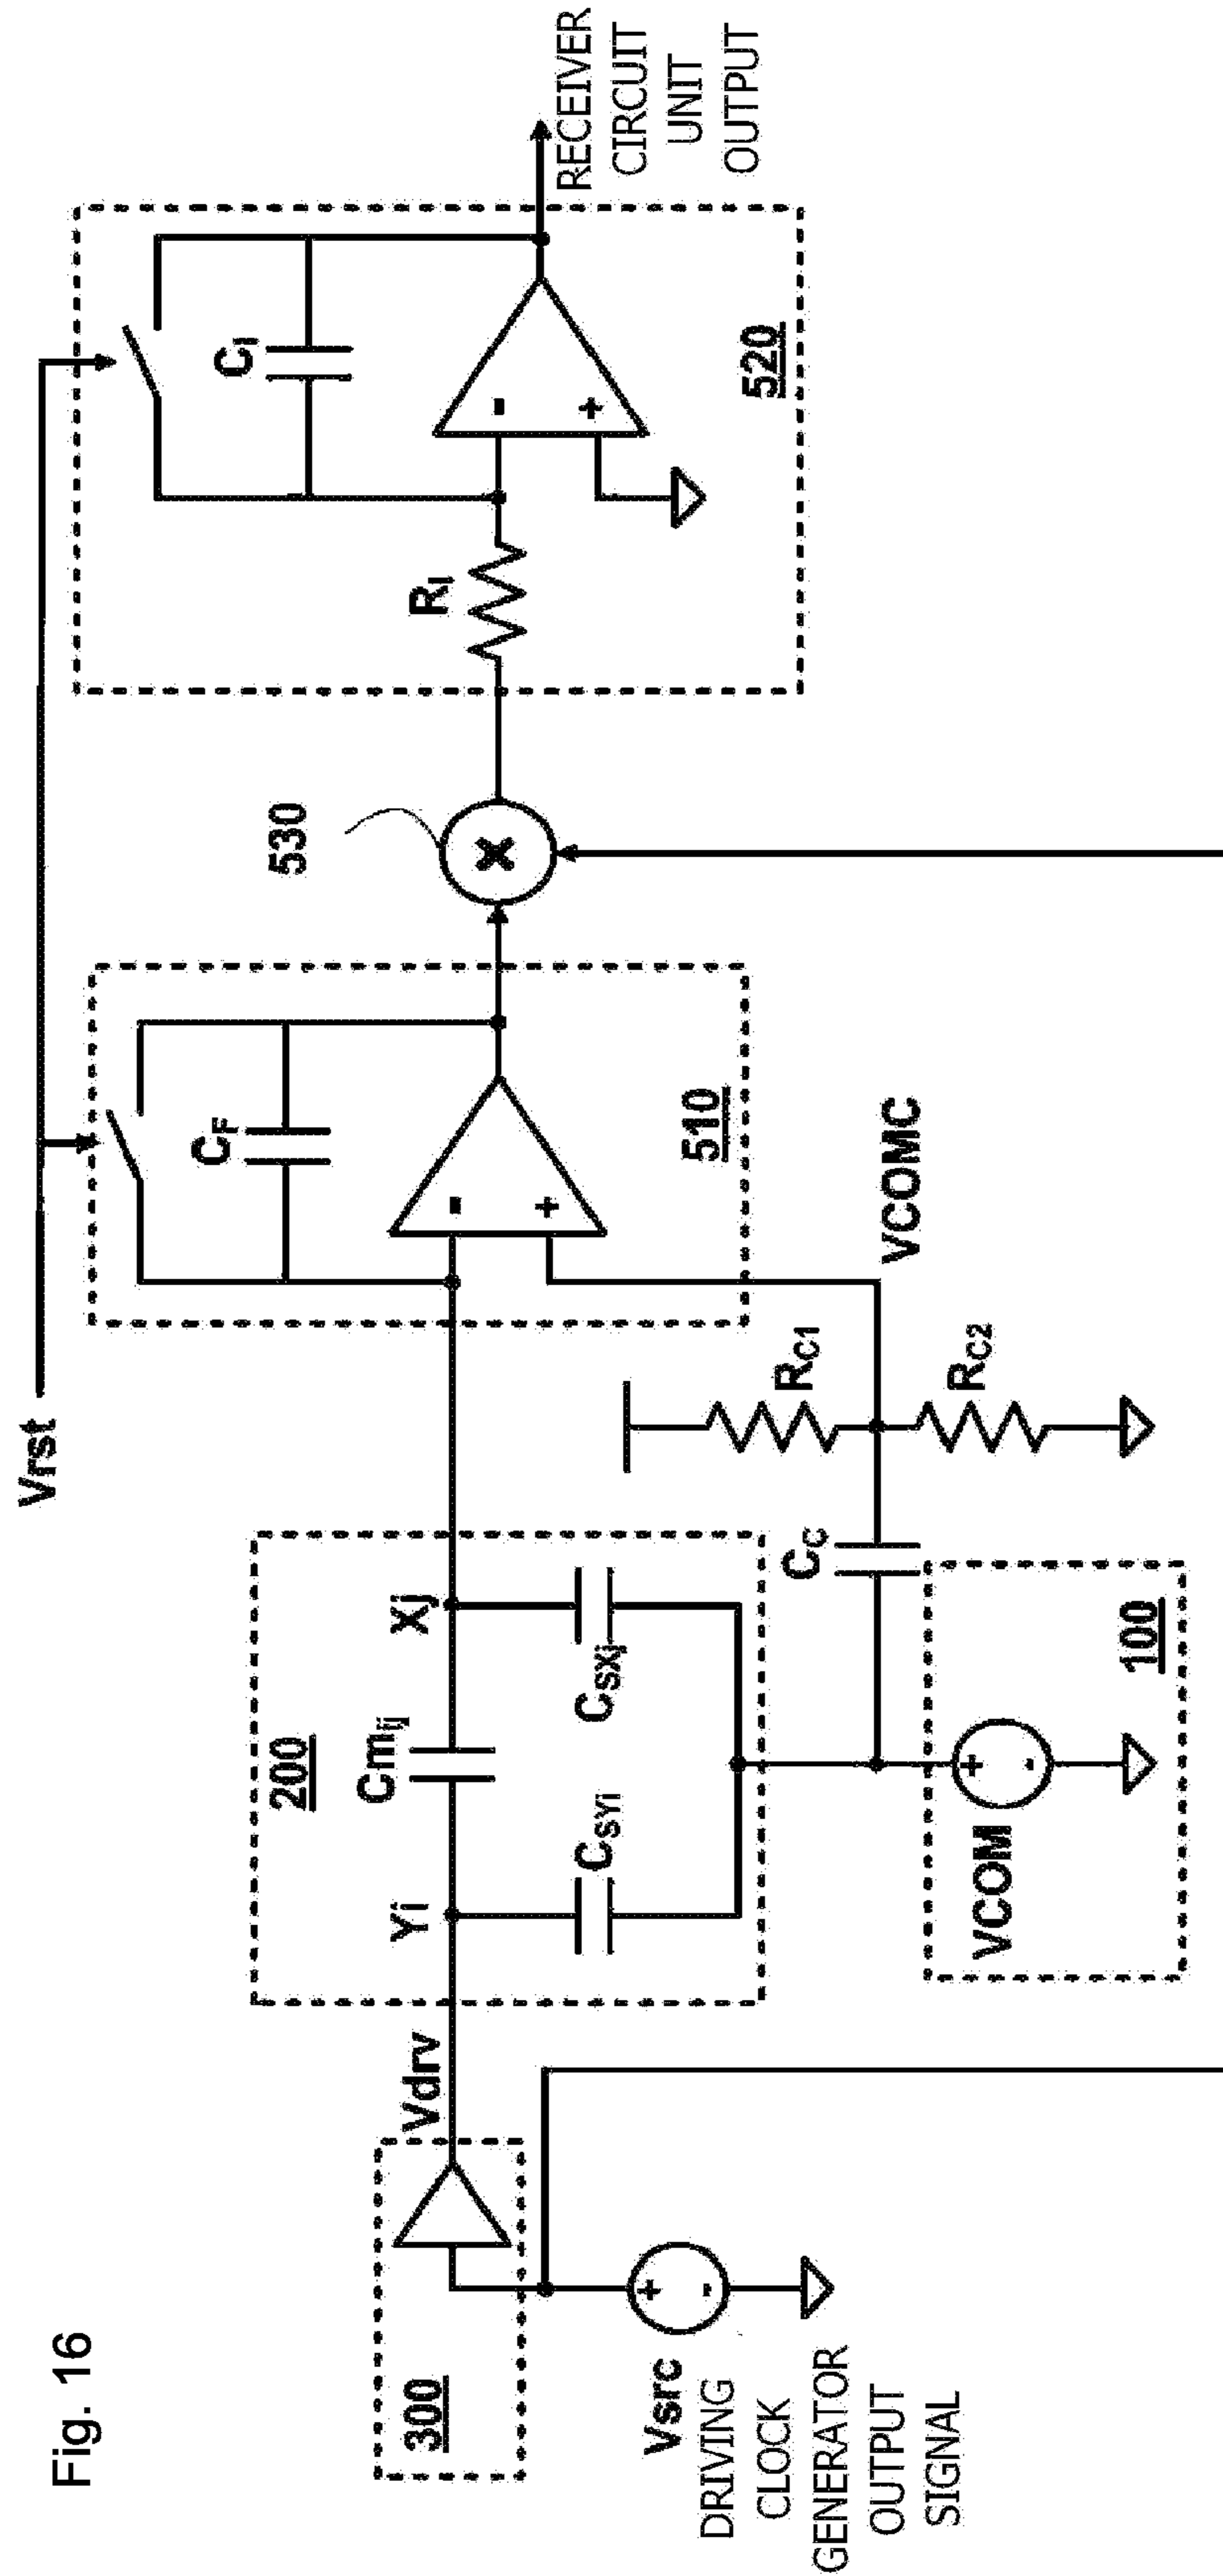 Fig. 16
Vrst
300
Vsrc
DRIVING
CLOCK
GENERATOR
OUTPUT
SIGNAL
+
-
Vdrv
200
Yi
Cmij
Xj
CSYi
CSXj
VCOM
+
-
100
CC
RC1
RC2
VCOMC
CF
-
+
510
530
X
RI
CI
-
+
520
RECEIVER
CIRCUIT
UNIT
OUTPUT